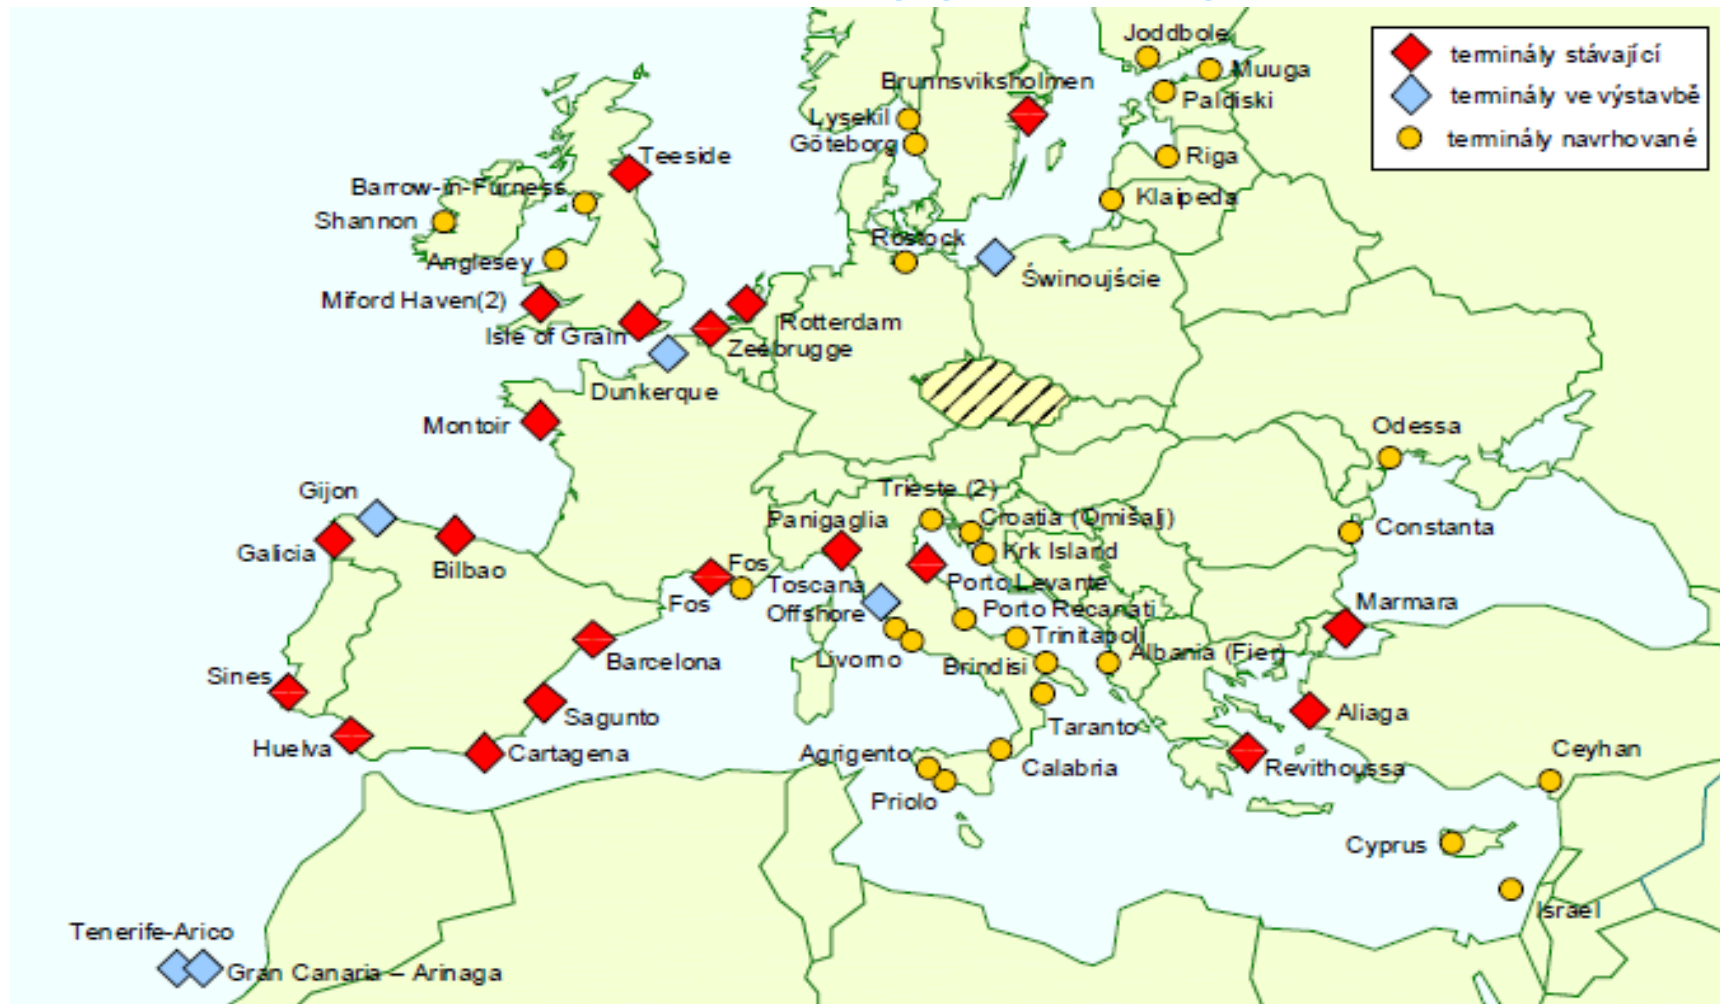 Joddbole
terminály stávající
Muuga
Brunnsviksholmen
terminály ve výstavbě
Paldiski
Lysekil
terminály navrhované
Göteborg
Teeside
Riga
Barrow-in-Furness
Klaipeda
Shannon
Rostock
Anglesey
Świnoujście
Miford Haven(2)
Rotterdam
Isle of Grain
Zeebrugge
Dunkerque
Montoir
Odessa
Gijon
Trieste (2)
Panigaglia
Croatia (Omišalj)
Constanta
Galicia
Krk Island
Bilbao
Fos
Toscana
Offshore
Porto Levante
Fos
Marmara
Porto Recanati
Trinitapoli
Barcelona
Livorno
Brindisi
Albania (Fier)
Sines
Sagunto
Aliaga
Taranto
Huelva
Cartagena
Agrigento
Calabria
Revithoussa
Ceyhan
Priolo
Cyprus
Israel
Tenerife-Arico
Gran Canaria – Arinaga